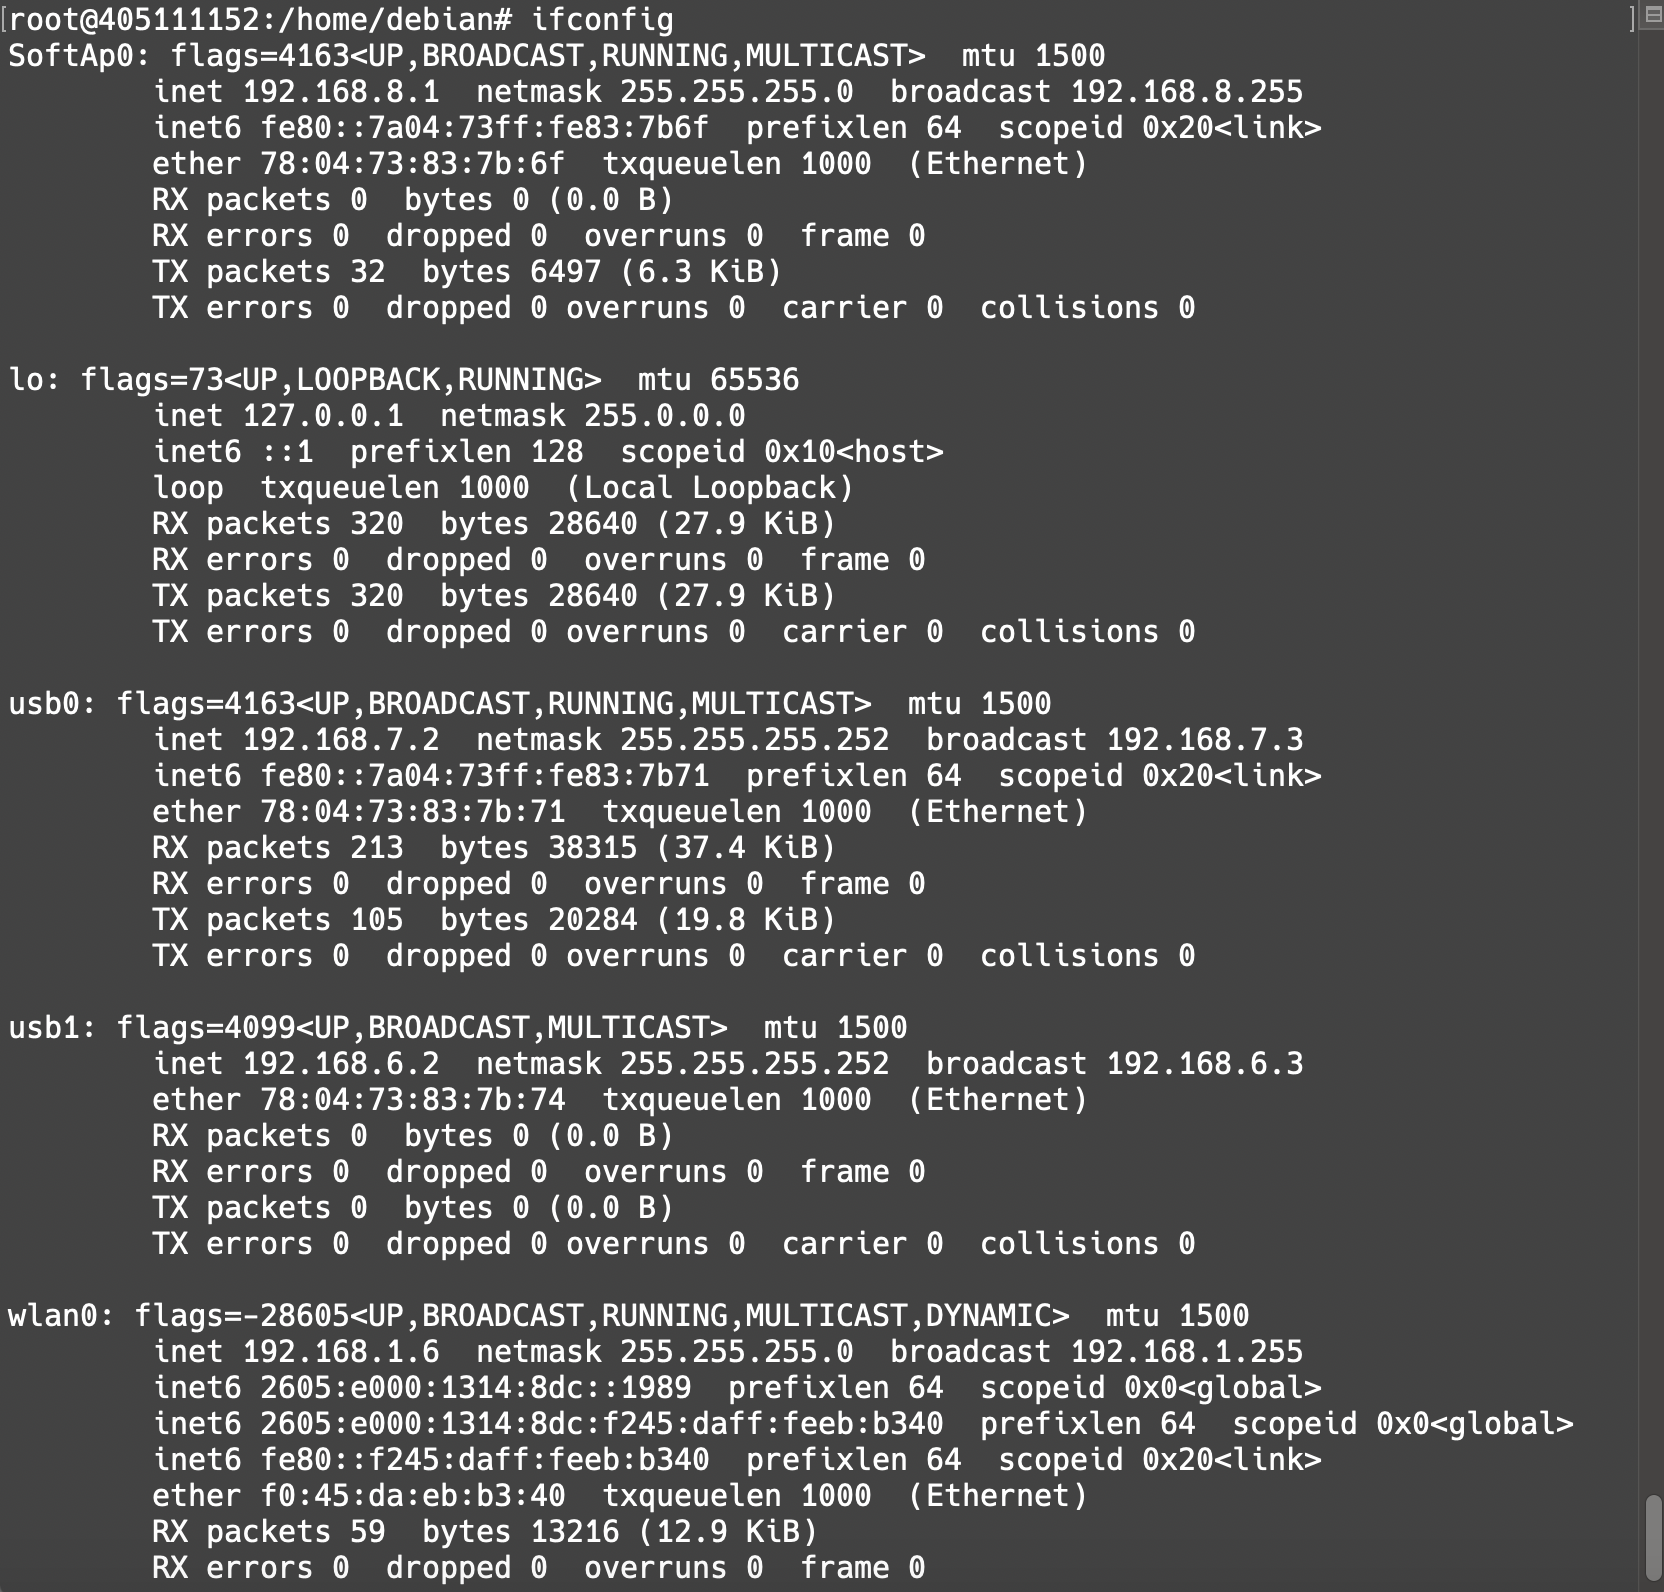 [root@405111152:/home/debian# ifconfig ]
SoftAp0: flags=4163<UP,BROADCAST,RUNNING,MULTICAST>  mtu 1500
        inet 192.168.8.1  netmask 255.255.255.0  broadcast 192.168.8.255
        inet6 fe80::7a04:73ff:fe83:7b6f  prefixlen 64  scopeid 0x20<link>
        ether 78:04:73:83:7b:6f  txqueuelen 1000  (Ethernet)
        RX packets 0  bytes 0 (0.0 B)
        RX errors 0  dropped 0  overruns 0  frame 0
        TX packets 32  bytes 6497 (6.3 KiB)
        TX errors 0  dropped 0 overruns 0  carrier 0  collisions 0

lo: flags=73<UP,LOOPBACK,RUNNING>  mtu 65536
        inet 127.0.0.1  netmask 255.0.0.0
        inet6 ::1  prefixlen 128  scopeid 0x10<host>
        loop  txqueuelen 1000  (Local Loopback)
        RX packets 320  bytes 28640 (27.9 KiB)
        RX errors 0  dropped 0  overruns 0  frame 0
        TX packets 320  bytes 28640 (27.9 KiB)
        TX errors 0  dropped 0 overruns 0  carrier 0  collisions 0

usb0: flags=4163<UP,BROADCAST,RUNNING,MULTICAST>  mtu 1500
        inet 192.168.7.2  netmask 255.255.255.252  broadcast 192.168.7.3
        inet6 fe80::7a04:73ff:fe83:7b71  prefixlen 64  scopeid 0x20<link>
        ether 78:04:73:83:7b:71  txqueuelen 1000  (Ethernet)
        RX packets 213  bytes 38315 (37.4 KiB)
        RX errors 0  dropped 0  overruns 0  frame 0
        TX packets 105  bytes 20284 (19.8 KiB)
        TX errors 0  dropped 0 overruns 0  carrier 0  collisions 0

usb1: flags=4099<UP,BROADCAST,MULTICAST>  mtu 1500
        inet 192.168.6.2  netmask 255.255.255.252  broadcast 192.168.6.3
        ether 78:04:73:83:7b:74  txqueuelen 1000  (Ethernet)
        RX packets 0  bytes 0 (0.0 B)
        RX errors 0  dropped 0  overruns 0  frame 0
        TX packets 0  bytes 0 (0.0 B)
        TX errors 0  dropped 0 overruns 0  carrier 0  collisions 0

wlan0: flags=-28605<UP,BROADCAST,RUNNING,MULTICAST,DYNAMIC>  mtu 1500
        inet 192.168.1.6  netmask 255.255.255.0  broadcast 192.168.1.255
        inet6 2605:e000:1314:8dc::1989  prefixlen 64  scopeid 0x0<global>
        inet6 2605:e000:1314:8dc:f245:daff:feeb:b340  prefixlen 64  scopeid 0x0<global>
        inet6 fe80::f245:daff:feeb:b340  prefixlen 64  scopeid 0x20<link>
        ether f0:45:da:eb:b3:40  txqueuelen 1000  (Ethernet)
        RX packets 59  bytes 13216 (12.9 KiB)
        RX errors 0  dropped 0  overruns 0  frame 0